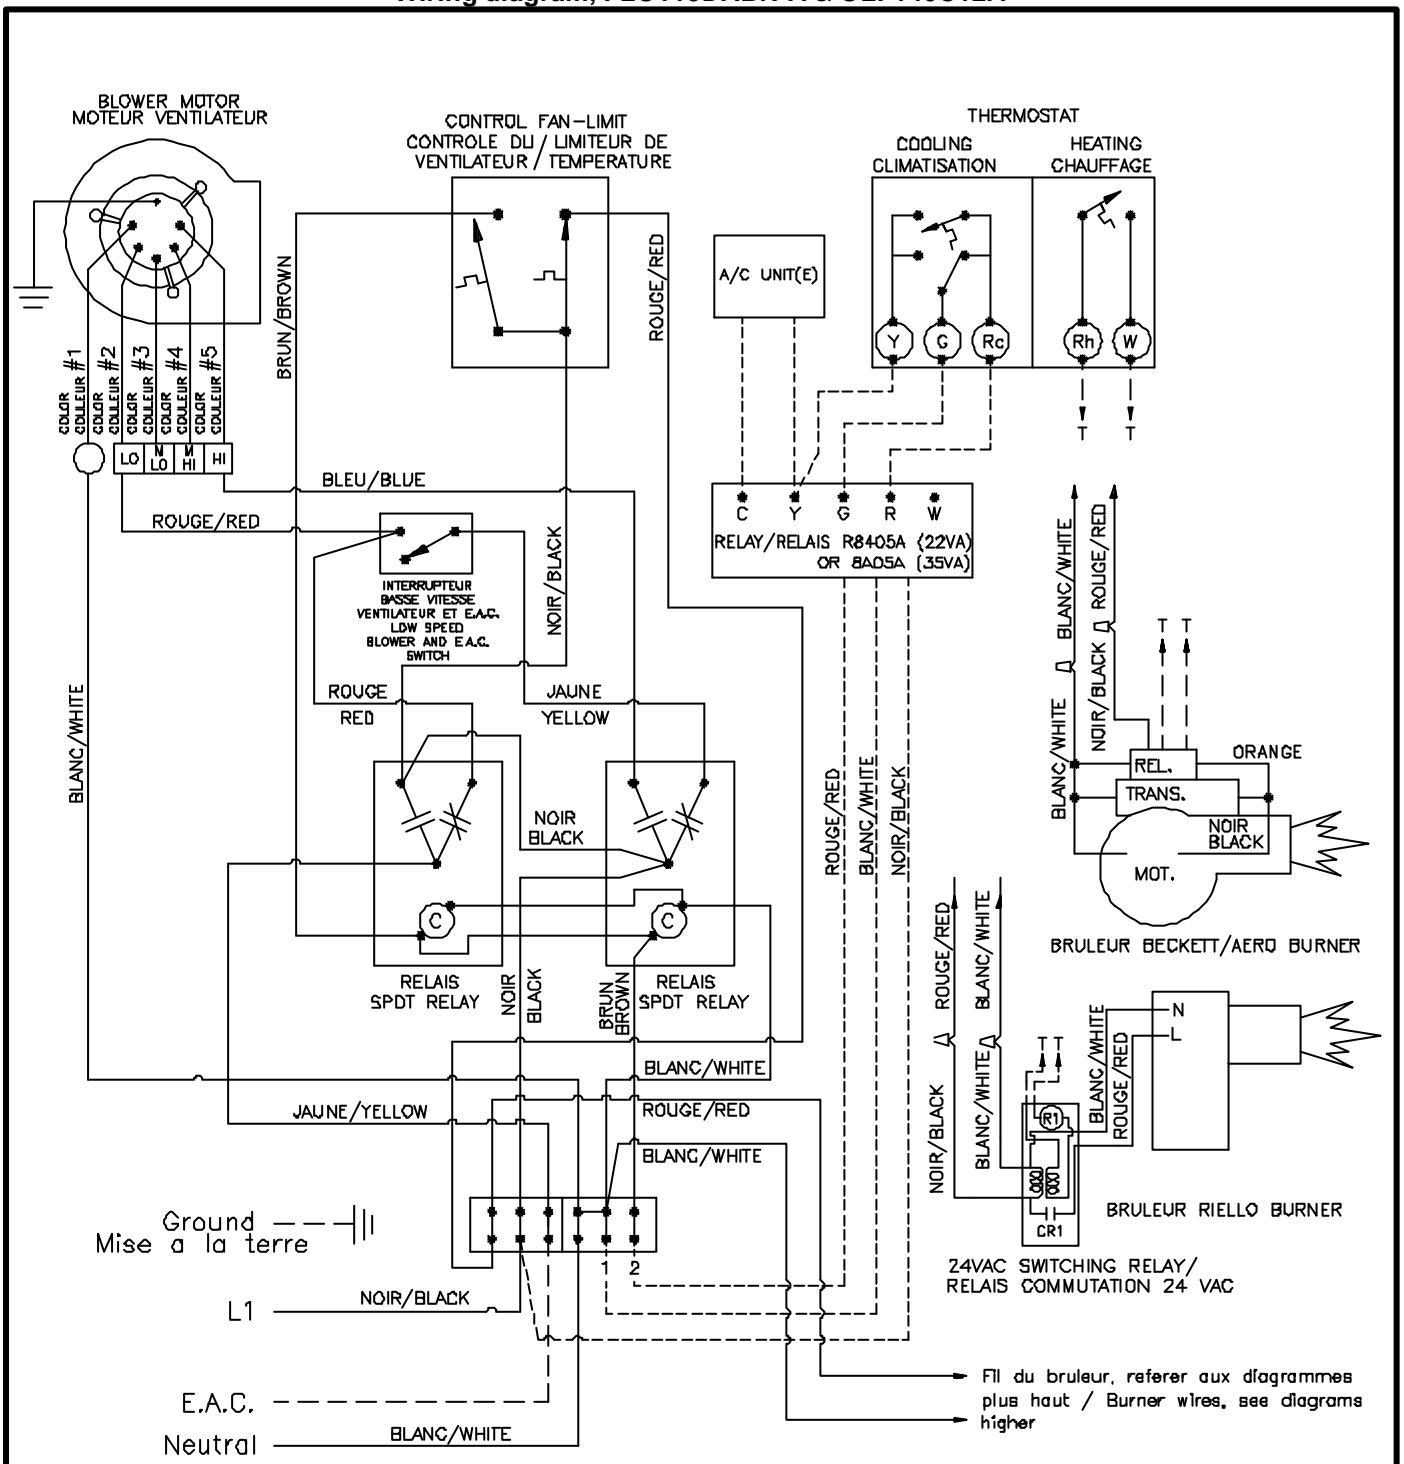 BLOWER MOTOR
MOTEUR VENTILATEUR
CONTROL FAN-LIMIT
CONTROLE DU / LIMITEUR DE
VENTILATEUR / TEMPERATURE
THERMOSTAT
COOLING
CLIMATISATION
HEATING
CHAUFFAGE
BRUN/BROWN
ROUGE/RED
A/C UNIT(E)
Y
G
Rc
Rh
W
T
T
COLOR
COULEUR #1
COLOR
COULEUR #2
COLOR
COULEUR #3
COLOR
COULEUR #4
COLOR
COULEUR #5
LO
M
LO
M
HI
HI
BLEU/BLUE
ROUGE/RED
NOIR/BLACK
INTERRUPTEUR
BASSE VITESSE
VENTILATEUR ET E.A.C.
LOW SPEED
BLOWER AND E.A.C.
SWITCH
C
Y
G
R
W
RELAY/RELAIS R8405A (22VA)
OR 8A05A (35VA)
BLANC/WHITE
ROUGE/RED
BLANC/WHITE
NOIR/BLACK
T
T
REL.
ORANGE
TRANS.
NOIR
BLACK
MOT.
BRULEUR BECKETT/AERO BURNER
BLANC/WHITE
ROUGE
RED
JAUNE
YELLOW
NOIR
BLACK
ROUGE/RED
BLANC/WHITE
NOIR/BLACK
C
C
RELAIS
SPDT RELAY
NOIR
BLACK
BRUN
BROWN
RELAIS
SPDT RELAY
ROUGE/RED
BLANC/WHITE
NOIR/BLACK
BLANC/WHITE
T
T
BLANC/WHITE
ROUGE/RED
N
L
R1
CR1
BRULEUR RIELLO BURNER
24VAC SWITCHING RELAY/
RELAIS COMMUTATION 24 VAC
BLANC/WHITE
JAUNE/YELLOW
ROUGE/RED
BLANC/WHITE
Ground
Mise a la terre
1
2
L1
NOIR/BLACK
E.A.C.
Neutral
BLANC/WHITE
Fil du bruleur, referer aux diagrammes
plus haut / Burner wires, see diagrams
higher